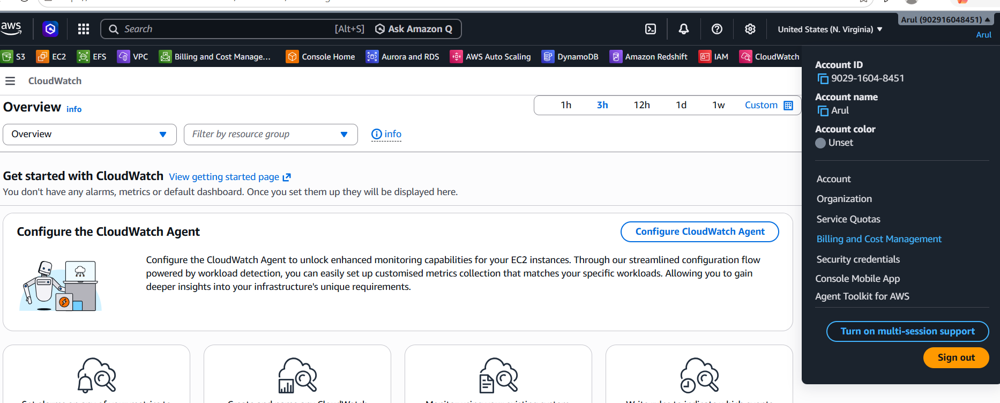 aws
Search
[Alt+S]
Ask Amazon Q
United States (N. Virginia)
Arul (902916048451)
Arul
S3
EC2
EFS
VPC
Billing and Cost Manage...
Console Home
Aurora and RDS
AWS Auto Scaling
DynamoDB
Amazon Redshift
IAM
CloudWatch
CloudWatch
Overview info
1h 3h 12h 1d 1w Custom
Overview
Filter by resource group
info
Get started with CloudWatch View getting started page
You don't have any alarms, metrics or default dashboard. Once you set them up they will be displayed here.
Configure the CloudWatch Agent
Configure CloudWatch Agent
Configure the CloudWatch Agent to unlock enhanced monitoring capabilities for your EC2 instances. Through our streamlined configuration flow
powered by workload detection, you can easily set up customised metrics collection that matches your specific workloads. Allowing you to gain
deeper insights into your infrastructure's unique requirements.
Account ID
9029-1604-8451
Account name
Arul
Account color
Unset
Account
Organization
Service Quotas
Billing and Cost Management
Security credentials
Console Mobile App
Agent Toolkit for AWS
Turn on multi-session support
Sign out